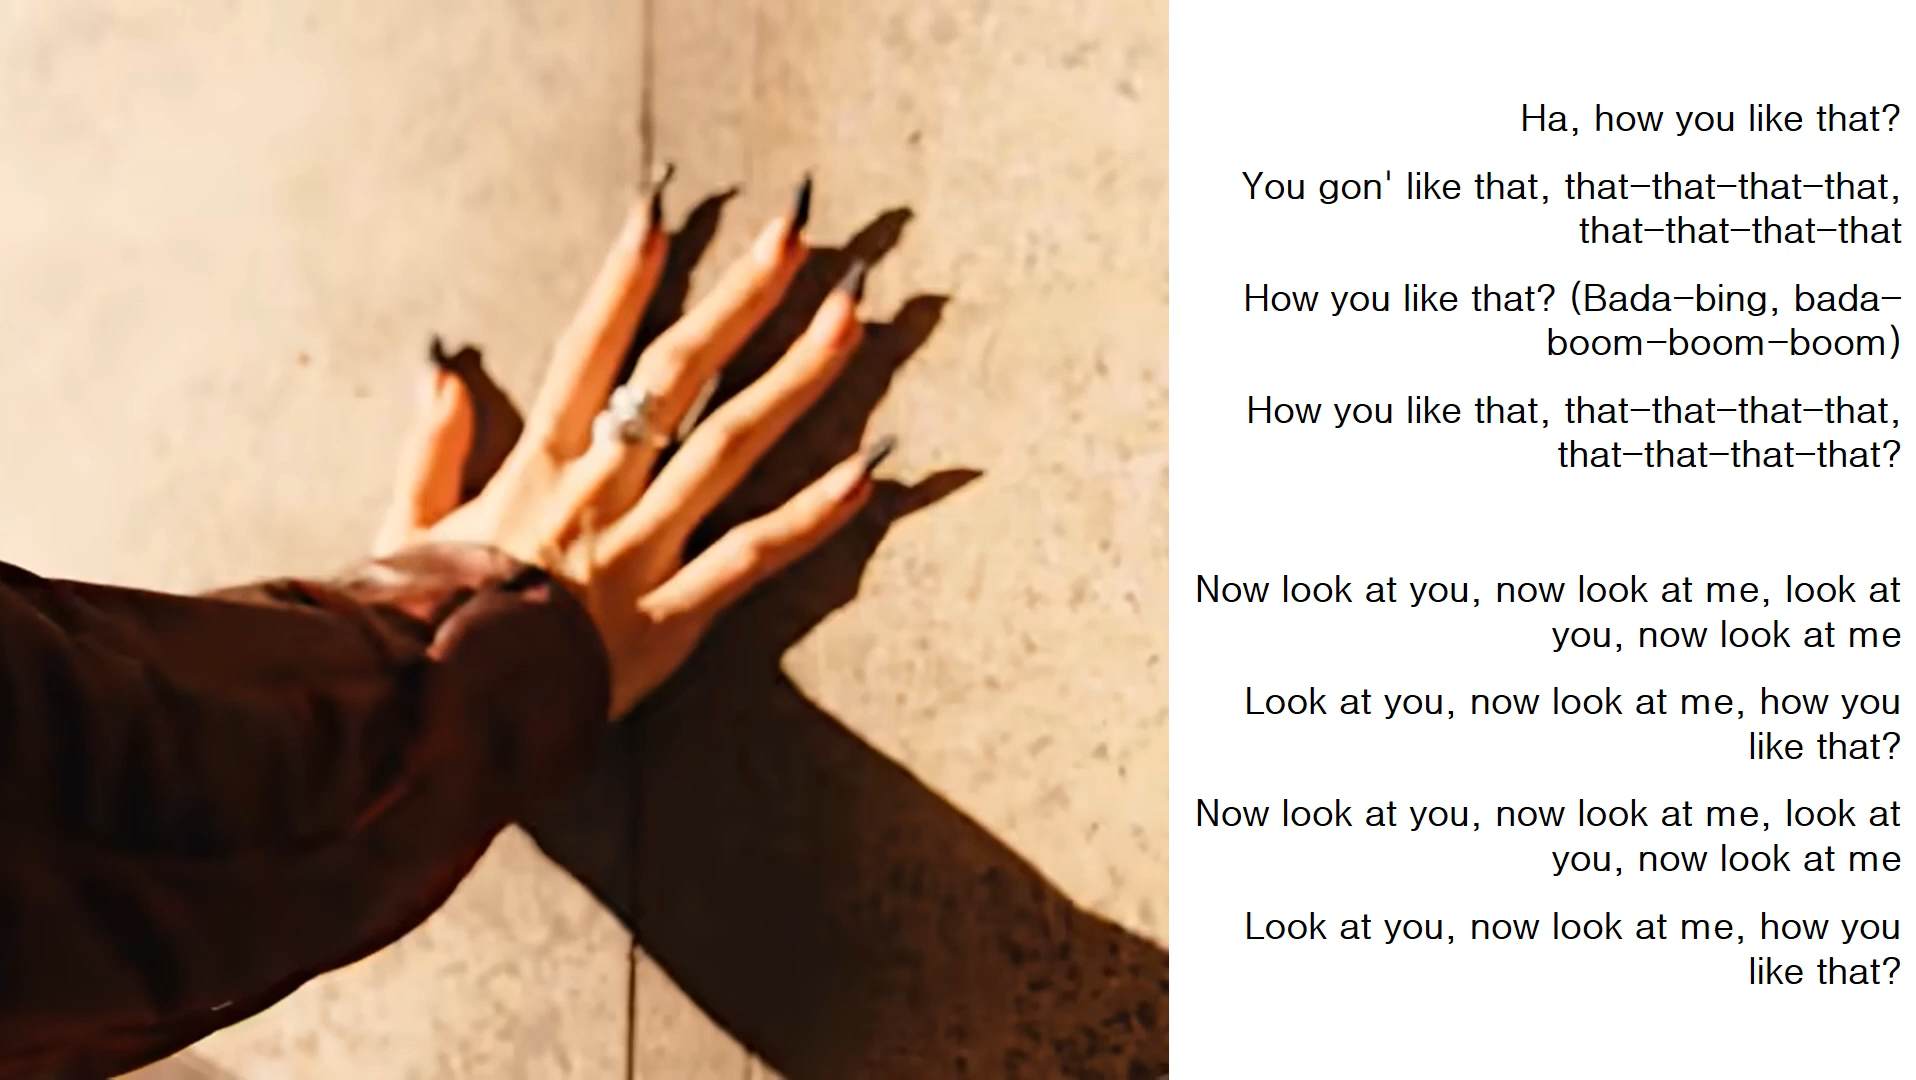 Ha, how you like that?
You gon' like that, that-that-that-that,
that-that-that-that
How you like that? (Bada-bing, bada-
boom-boom-boom)
How you like that, that-that-that-that,
that-that-that-that?
Now look at you, now look at me, look at
you, now look at me
Look at you, now look at me, how you
like that?
Now look at you, now look at me, look at
you, now look at me
Look at you, now look at me, how you
like that?